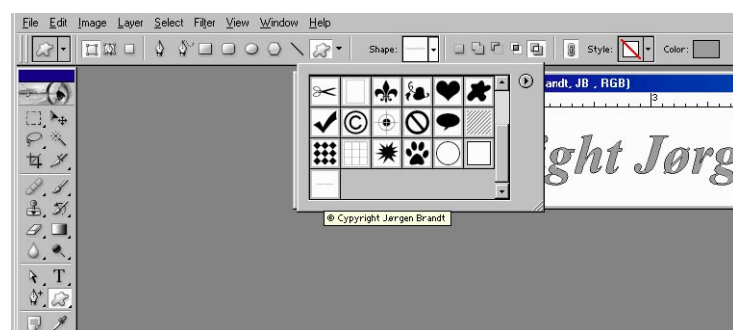 File Edit Image Layer Select Filter View Window Help
Shape: Style: Color:
andt, JB , RGB)
3
ight Jørg
© Cypyright Jørgen Brandt
T